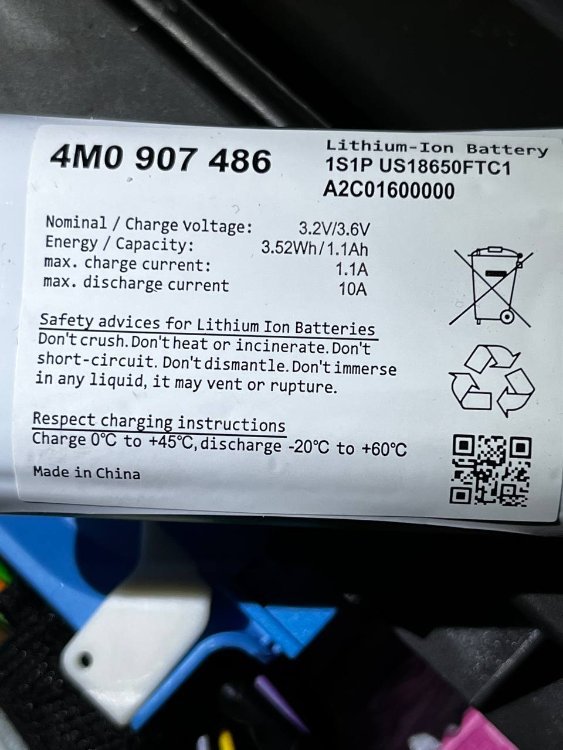 4M0 907 486
Lithium-Ion Battery
1S1P US18650FTC1
A2C01600000
Nominal / Charge voltage: 3.2V/3.6V
Energy / Capacity: 3.52Wh/1.1Ah
max. charge current: 1.1A
max. discharge current 10A
Safety advices for Lithium Ion Batteries
Don't crush. Don't heat or incinerate. Don't
short-circuit. Don't dismantle. Don't immerse
in any liquid, it may vent or rupture.
Respect charging instructions
Charge 0℃ to +45℃, discharge -20℃ to +60℃
Made in China